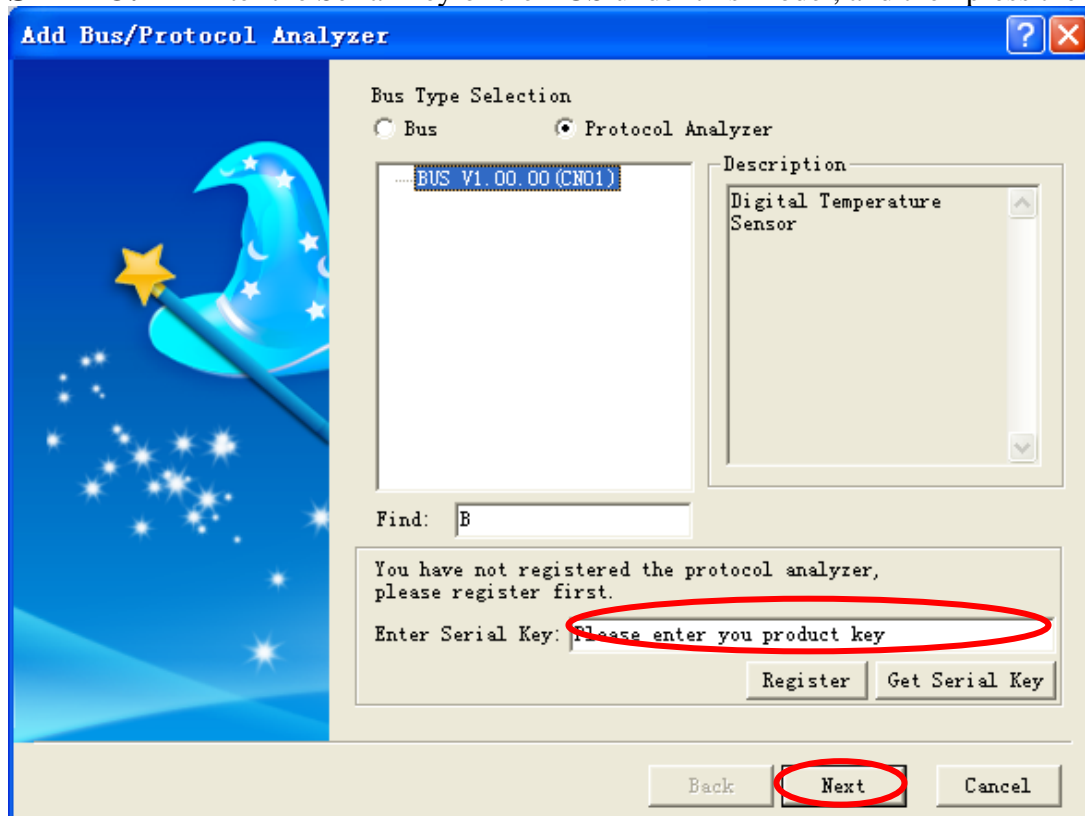 Add Bus/Protocol Analyzer
Bus Type Selection
Bus
Protocol Analyzer
BUS V1.00.00(CN01)
Description
Digital Temperature
Sensor
Find: B
You have not registered the protocol analyzer,
please register first.
Enter Serial Key: Please enter you product key
Register
Get Serial Key
Back
Next
Cancel